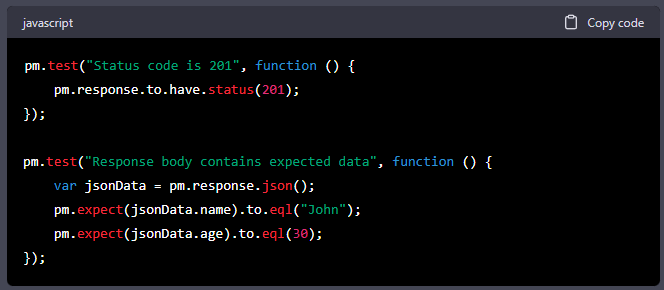 javascript
Copy code
pm.test("Status code is 201", function () {
    pm.response.to.have.status(201);
});
pm.test("Response body contains expected data", function () {
    var jsonData = pm.response.json();
    pm.expect(jsonData.name).to.eql("John");
    pm.expect(jsonData.age).to.eql(30);
});